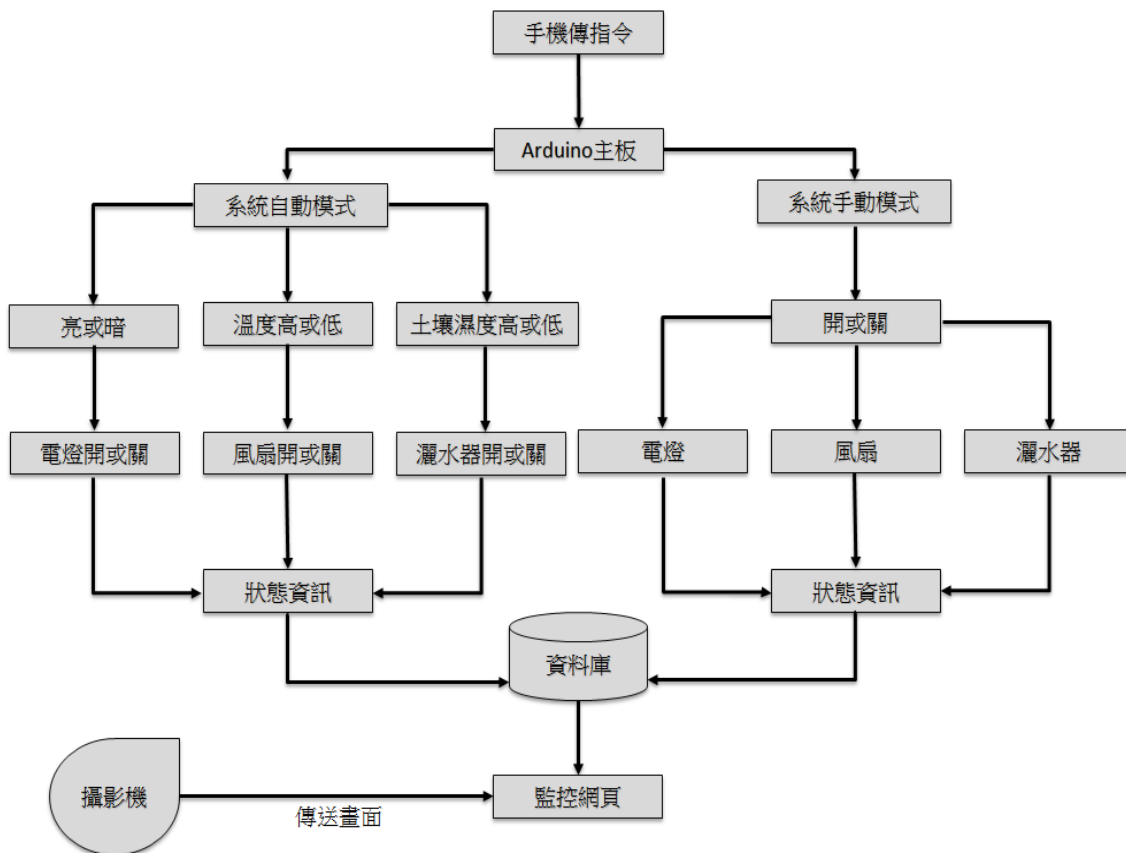 手機傳指令
Arduino主板
系統自動模式
系統手動模式
亮或暗
溫度高或低
土壤濕度高或低
開或關
電燈開或關
風扇開或關
灑水器開或關
電燈
風扇
灑水器
狀態資訊
狀態資訊
資料庫
攝影機
傳送畫面
監控網頁